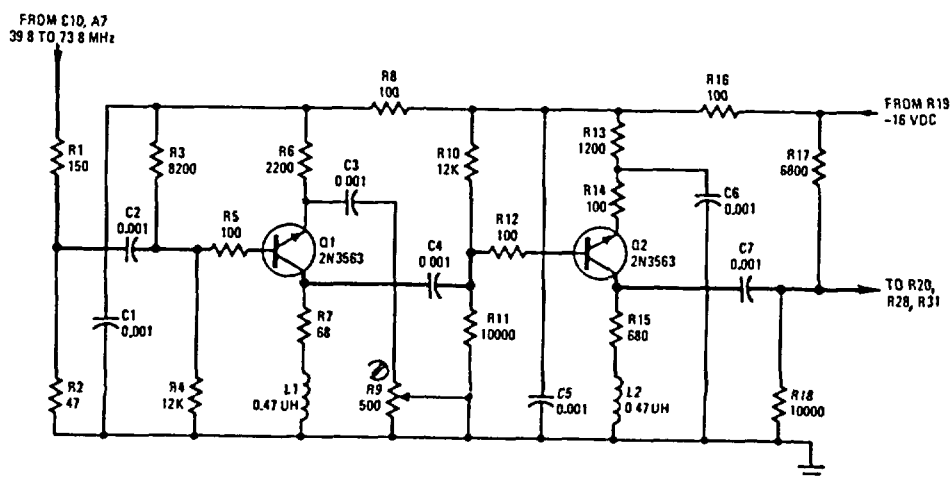 FROM C10, A7
39.8 TO 73.8 MHz
R8
100
R16
100
FROM R19
-16 VDC
R1
150
R3
8200
R6
2200
C3
0.001
R10
12K
R13
1200
R17
6800
R14
100
C6
0.001
C2
0.001
R5
100
Q1
2N3563
C4
0.001
R12
100
Q2
2N3563
C7
0.001
TO R20,
R28, R31
C1
0.001
R7
68
R11
10000
R15
680
R2
47
R4
12K
L1
0.47 UH
R9
500
C5
0.001
L2
0.47 UH
R18
10000